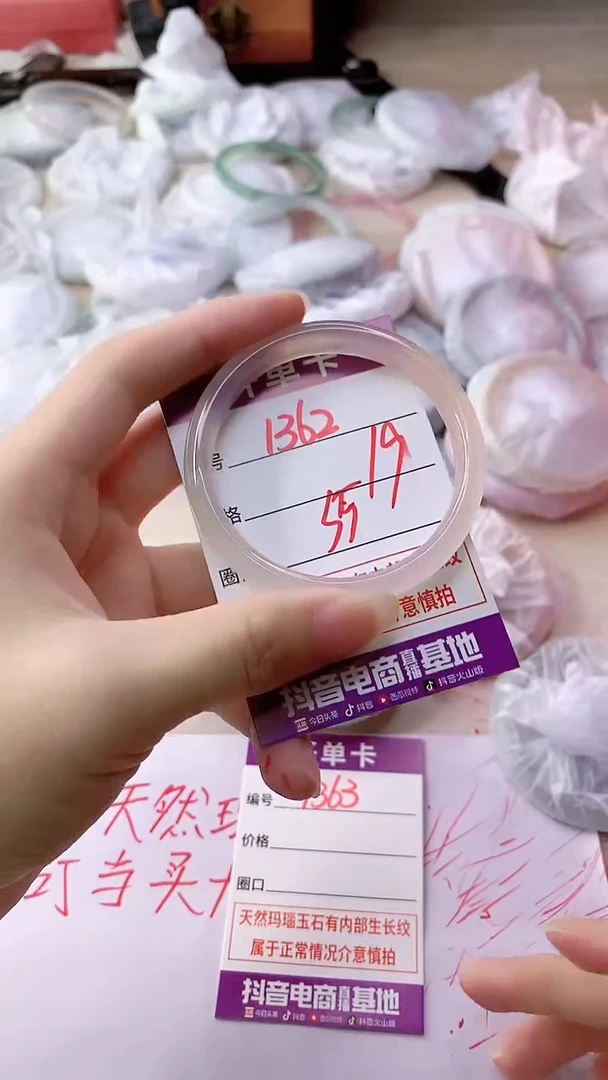 单卡
号 1362
格 19
圈 55
意慎拍
抖音电商直播基地
今日头条 抖音 西瓜视频 抖音火山版
单卡
编号 1363
价格
圈口
天然玛瑙玉石有内部生长纹
属于正常情况介意慎拍
抖音电商直播基地
今日头条 抖音 西瓜视频 抖音火山版
天然
叮当买